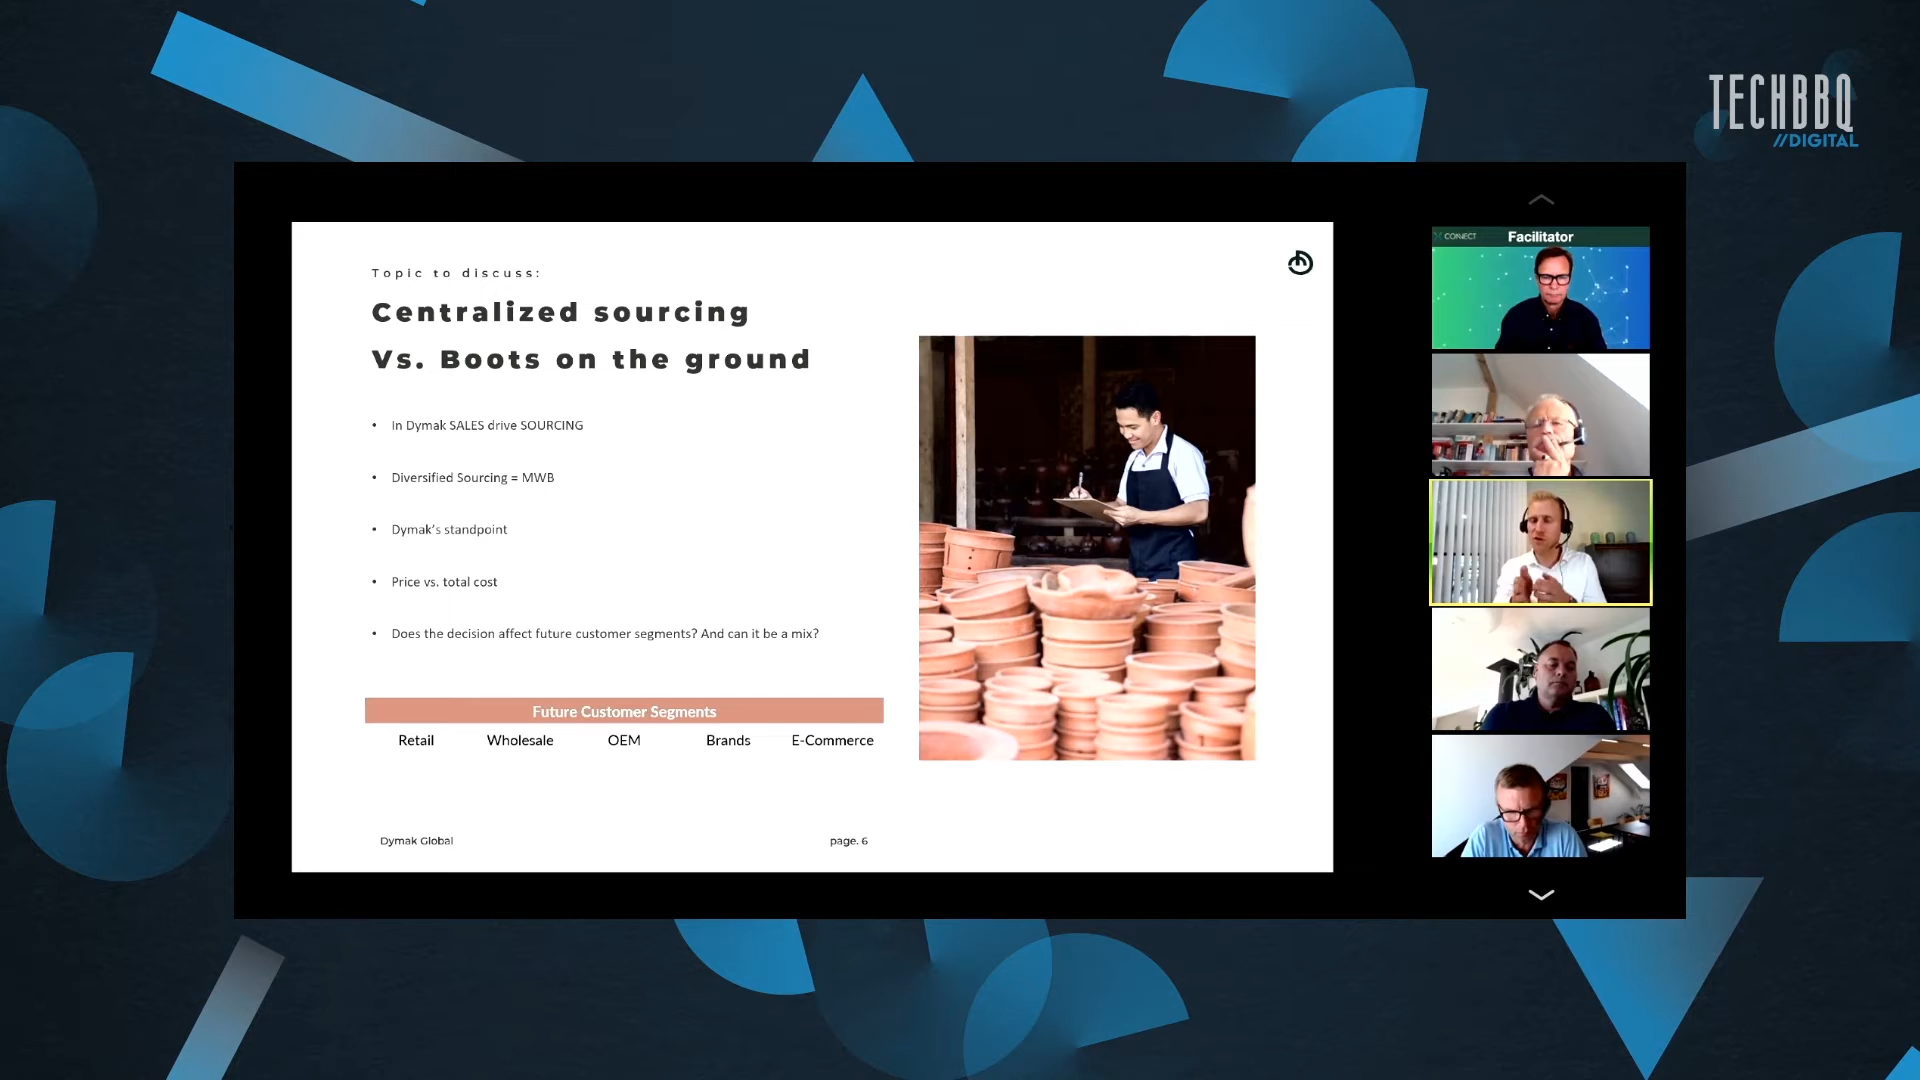 TECHBBQ
//DIGITAL
Topic to discuss:
Centralized sourcing
Vs. Boots on the ground
• In Dymak SALES drive SOURCING
• Diversified Sourcing = MWB
• Dymak's standpoint
• Price vs. total cost
• Does the decision affect future customer segments? And can it be a mix?
Future Customer Segments
Retail Wholesale OEM Brands E-Commerce
Dymak Global page. 6
CONNECT Facilitator